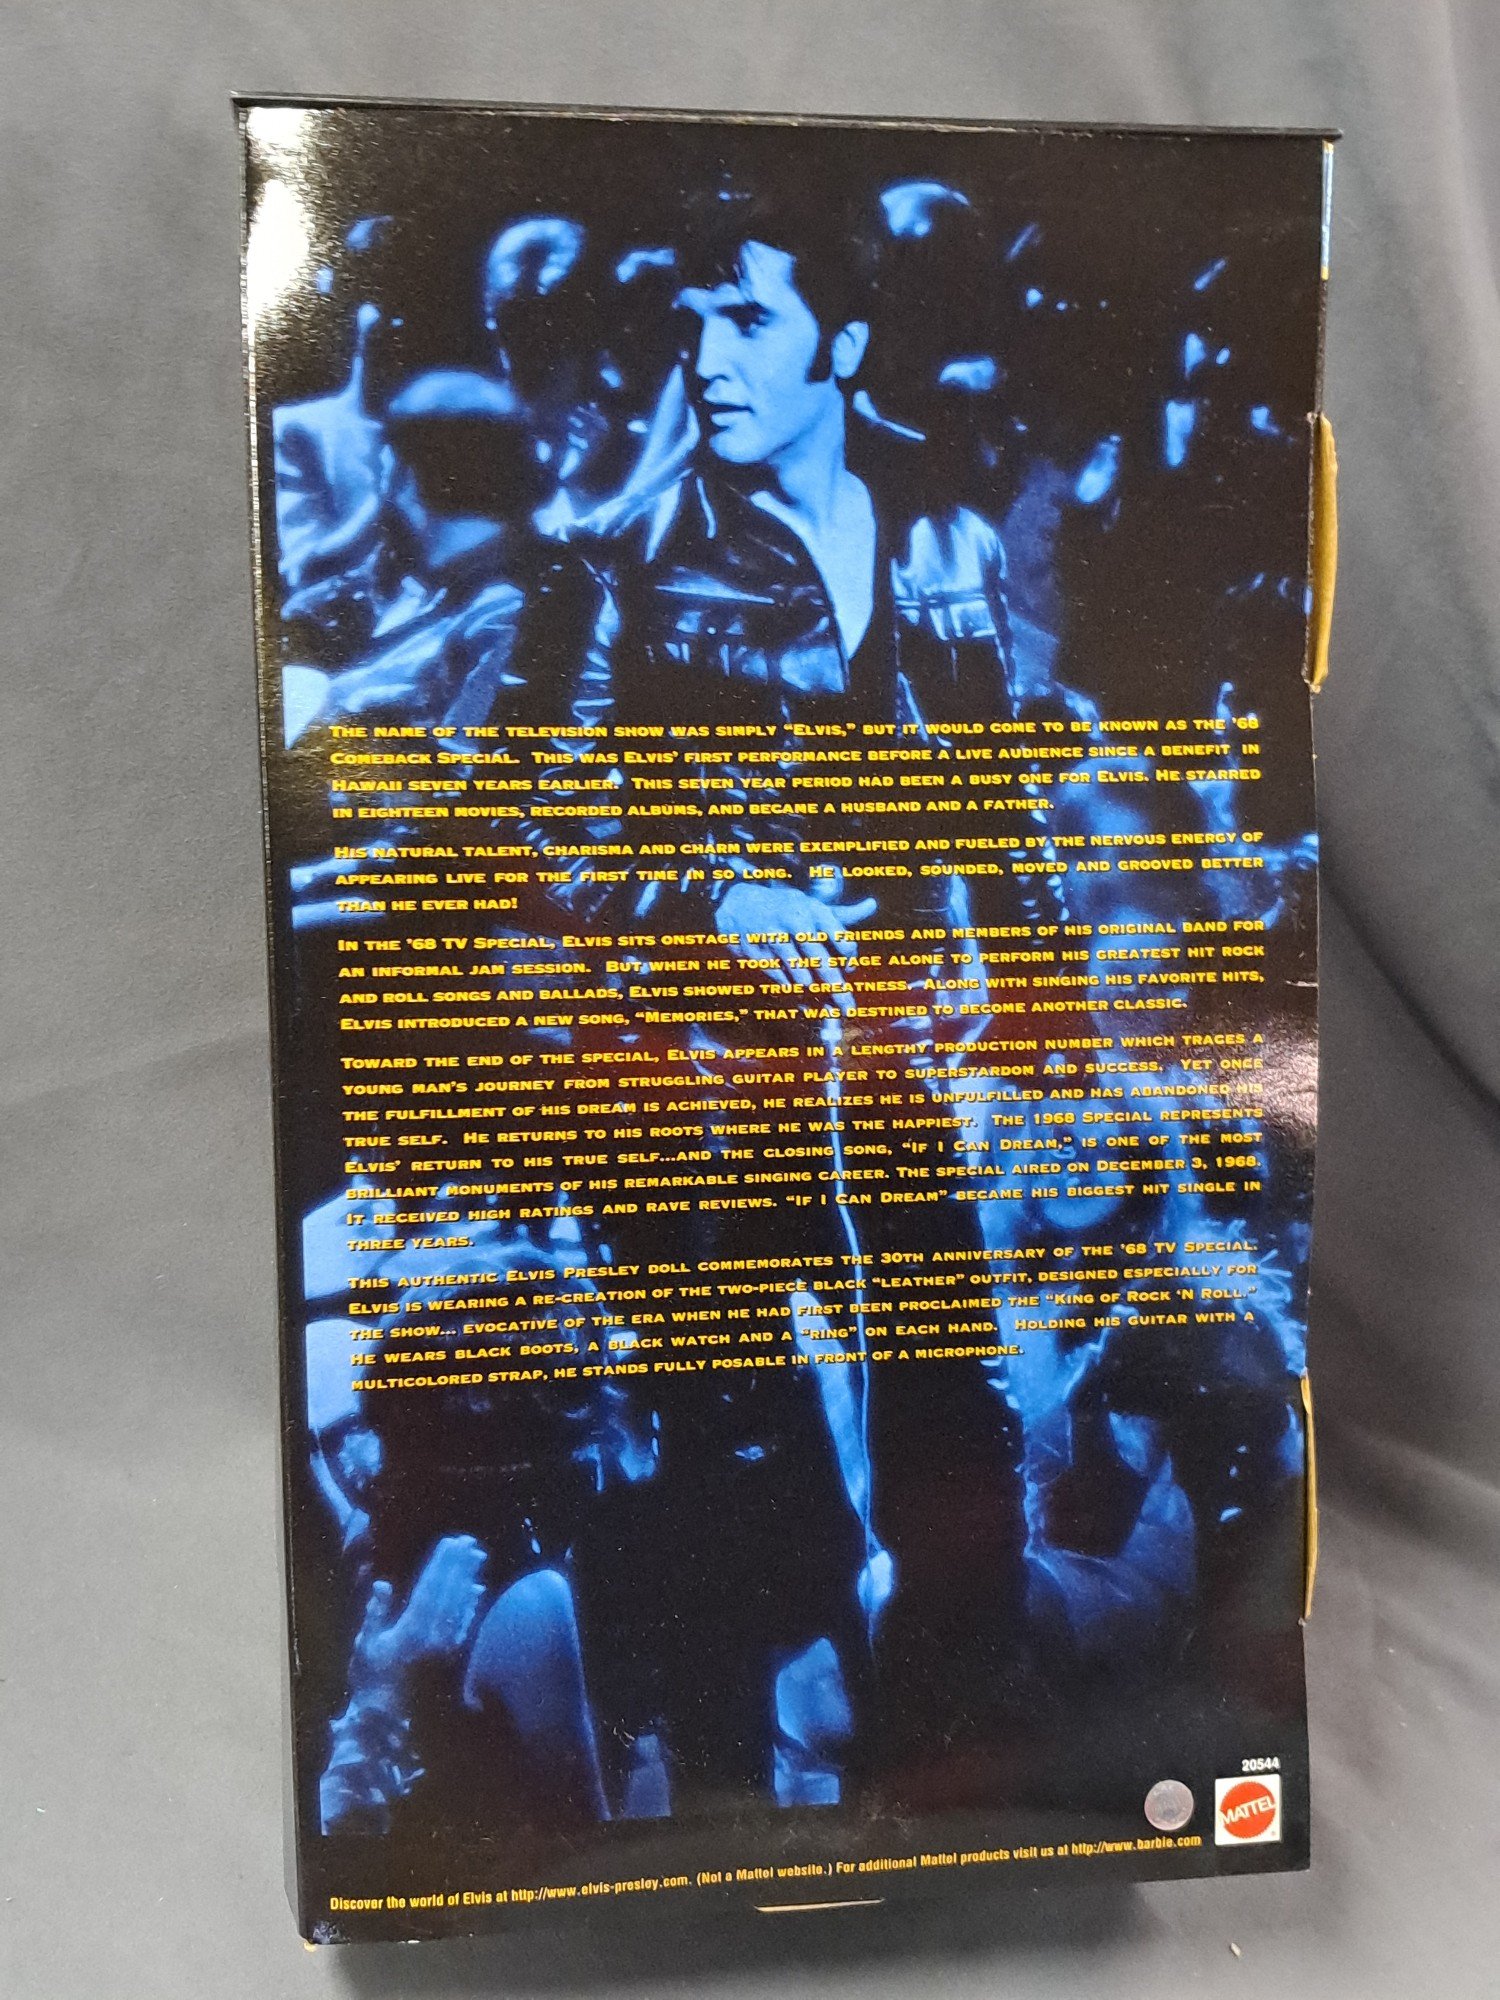 THE NAME OF THE TELEVISION SHOW WAS SIMPLY "ELVIS," BUT IT WOULD COME TO BE KNOWN AS THE '68
COMEBACK SPECIAL. THIS WAS ELVIS' FIRST PERFORMANCE BEFORE A LIVE AUDIENCE SINCE A BENEFIT IN
HAWAII SEVEN YEARS EARLIER. THIS SEVEN YEAR PERIOD HAD BEEN A BUSY ONE FOR ELVIS. HE STARRED
IN EIGHTEEN MOVIES, RECORDED ALBUMS, AND BECAME A HUSBAND AND A FATHER.
HIS NATURAL TALENT, CHARISMA AND CHARM WERE EXEMPLIFIED AND FUELED BY THE NERVOUS ENERGY OF
APPEARING LIVE FOR THE FIRST TIME IN SO LONG. HE LOOKED, SOUNDED, MOVED AND GROOVED BETTER
THAN HE EVER HAD!
IN THE '68 TV SPECIAL, ELVIS SITS ONSTAGE WITH OLD FRIENDS AND MEMBERS OF HIS ORIGINAL BAND FOR
AN INFORMAL JAM SESSION. BUT WHEN HE TOOK THE STAGE ALONE TO PERFORM HIS GREATEST HIT ROCK
AND ROLL SONGS AND BALLADS, ELVIS SHOWED TRUE GREATNESS. ALONG WITH SINGING HIS FAVORITE HITS,
ELVIS INTRODUCED A NEW SONG, "MEMORIES," THAT WAS DESTINED TO BECOME ANOTHER CLASSIC.
TOWARD THE END OF THE SPECIAL, ELVIS APPEARS IN A LENGTHY PRODUCTION NUMBER WHICH TRACES A
YOUNG MAN'S JOURNEY FROM STRUGGLING GUITAR PLAYER TO SUPERSTARDOM AND SUCCESS. YET ONCE
THE FULFILLMENT OF HIS DREAM IS ACHIEVED, HE REALIZES HE IS UNFULFILLED AND HAS ABANDONED HIS
TRUE SELF. HE RETURNS TO HIS ROOTS WHERE HE WAS THE HAPPIEST. THE 1968 SPECIAL REPRESENTS
ELVIS' RETURN TO HIS TRUE SELF...AND THE CLOSING SONG, "IF I CAN DREAM," IS ONE OF THE MOST
BRILLIANT MONUMENTS OF HIS REMARKABLE SINGING CAREER. THE SPECIAL AIRED ON DECEMBER 3, 1968.
IT RECEIVED HIGH RATINGS AND RAVE REVIEWS. "IF I CAN DREAM" BECAME HIS BIGGEST HIT SINGLE IN
THREE YEARS.
THIS AUTHENTIC ELVIS PRESLEY DOLL COMMEMORATES THE 30TH ANNIVERSARY OF THE '68 TV SPECIAL.
ELVIS IS WEARING A RE-CREATION OF THE TWO-PIECE BLACK "LEATHER" OUTFIT, DESIGNED ESPECIALLY FOR
THE SHOW... EVOCATIVE OF THE ERA WHEN HE HAD FIRST BEEN PROCLAIMED THE "KING OF ROCK 'N ROLL."
HE WEARS BLACK BOOTS, A BLACK WATCH AND A "RING" ON EACH HAND. HOLDING HIS GUITAR WITH A
MULTICOLORED STRAP, HE STANDS FULLY POSABLE IN FRONT OF A MICROPHONE.
20544
MATTEL
Discover the world of Elvis at http://www.elvis-presley.com. (Not a Mattel website.) For additional Mattel products visit us at http://www.barbie.com